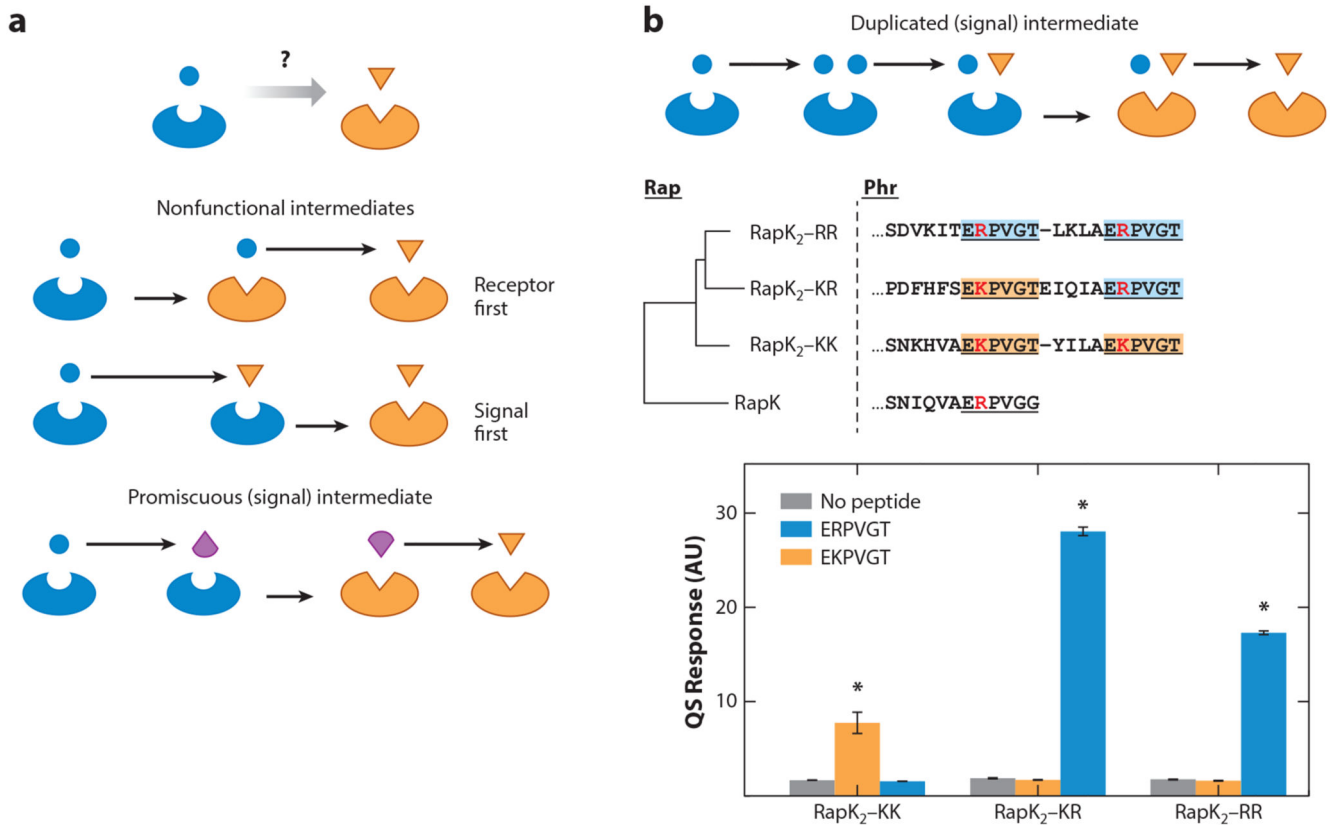 a
?
Nonfunctional intermediates
Receptor
first
Signal
first
Promiscuous (signal) intermediate
b
Duplicated (signal) intermediate
Rap Phr
RapK₂–RR ...SDVKITERPVGT–LKLAERPVGT
RapK₂–KR ...PDFHFSEKPVGTEIQIAERPVGT
RapK₂–KK ...SNKHVAEKPVGT–YILAEKPVGT
RapK ...SNIQVAERPVGG
QS Response (AU)
30
20
10
No peptide
ERPVGT
EKPVGT
*
*
*
RapK₂–KK RapK₂–KR RapK₂–RR